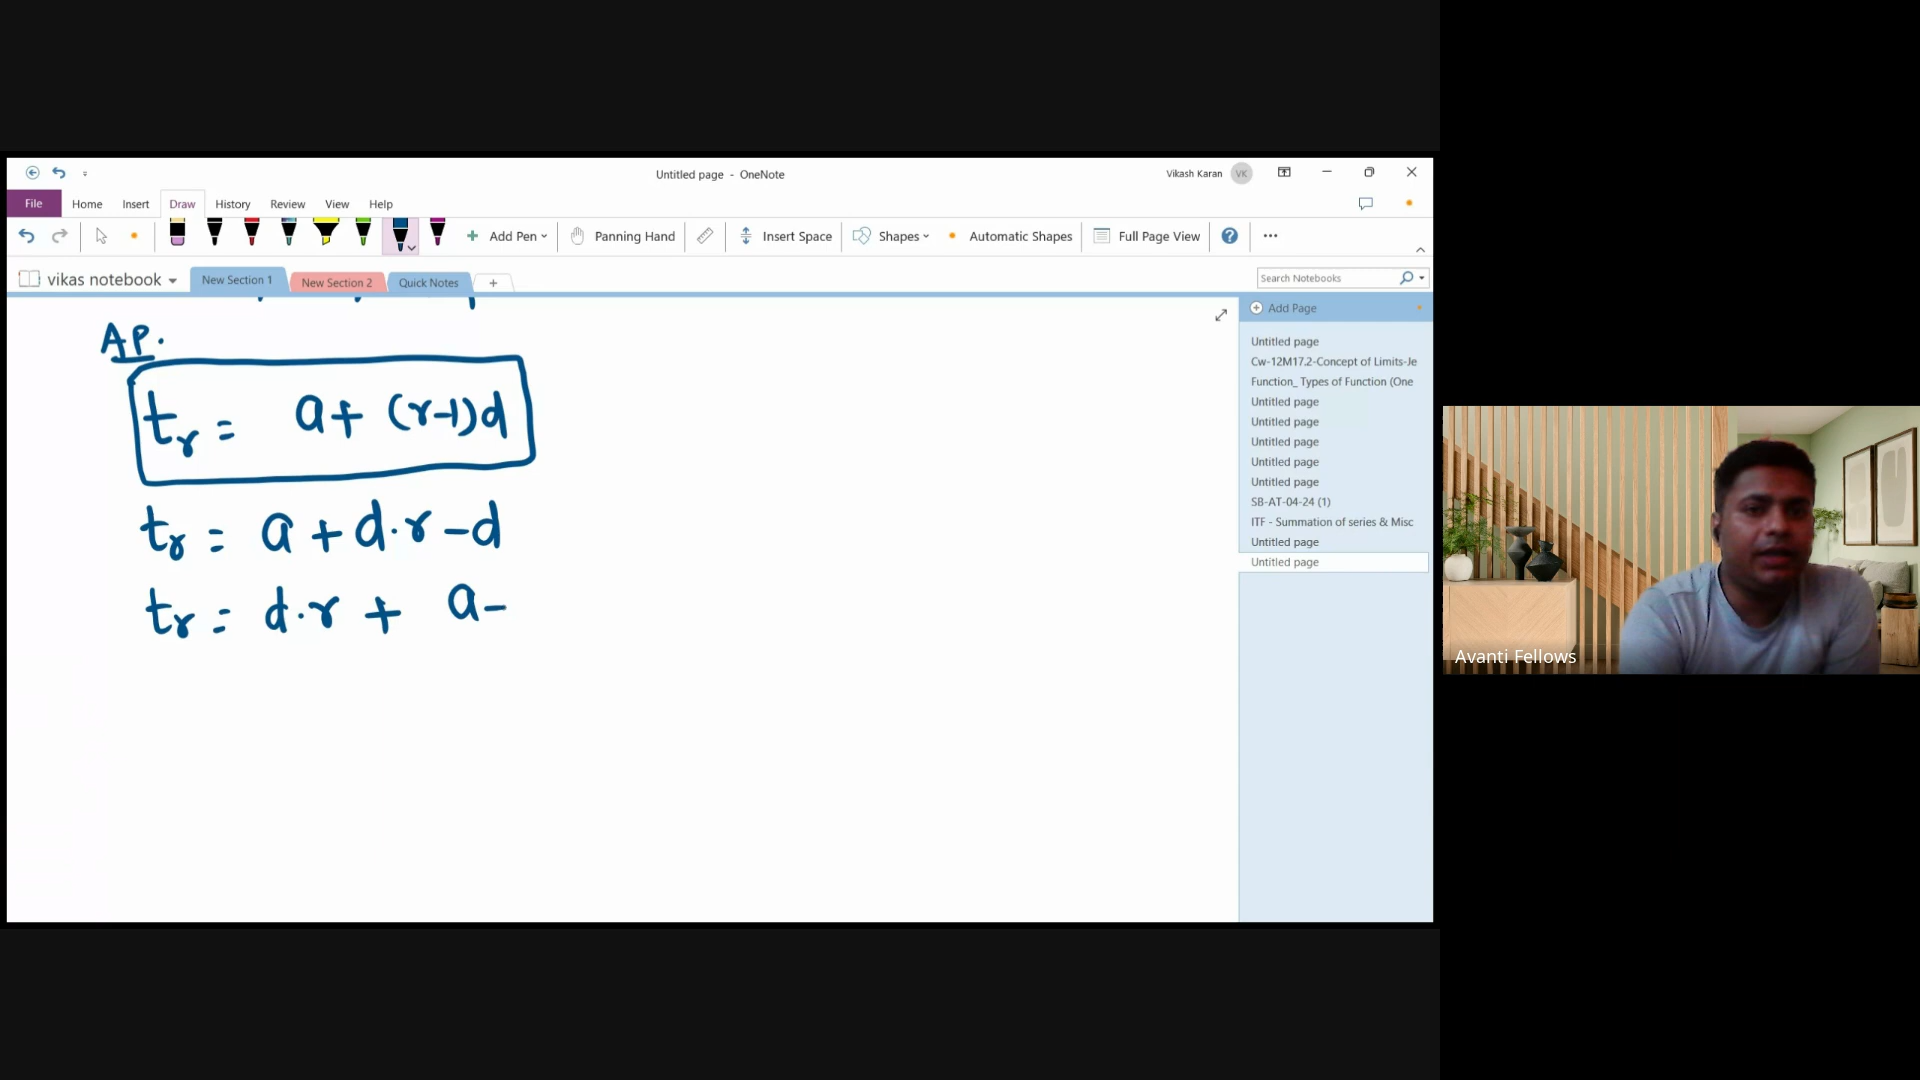 Untitled page - OneNote
Vikash Karan VK
File Home Insert Draw History Review View Help
+ Add Pen Panning Hand Insert Space Shapes Automatic Shapes Full Page View ? ...
vikas notebook New Section 1 New Section 2 Quick Notes +
Search Notebooks
AP.
t_r = a + (r-1)d
t_r = a + d·r - d
t_r = d·r + a -
Add Page
Untitled page
Cw-12M17.2-Concept of Limits-Je
Function_ Types of Function (One
Untitled page
Untitled page
Untitled page
Untitled page
Untitled page
SB-AT-04-24 (1)
ITF - Summation of series & Misc
Untitled page
Untitled page
Avanti Fellows